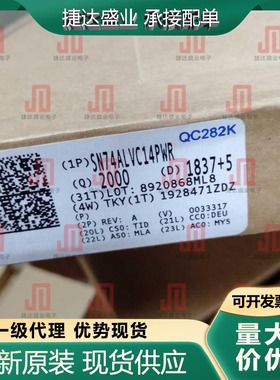 捷达盛业 承接配单
QC282K
(1P) SN74ALVC14PWR
(Q) 2000 (D) 1837+5
(31T) LOT: 8920868ML8
(4W) TKY(1T) 1928471ZDZ
(P)
(2P) REV: A (V) 0033317
(20L) CSO: TID (21L) CCO: DEU
(22L) ASO: MLA (23L) ACO: MYS
可开发票
一级代理 优势现货
全新原装 现货供应
量大
价优